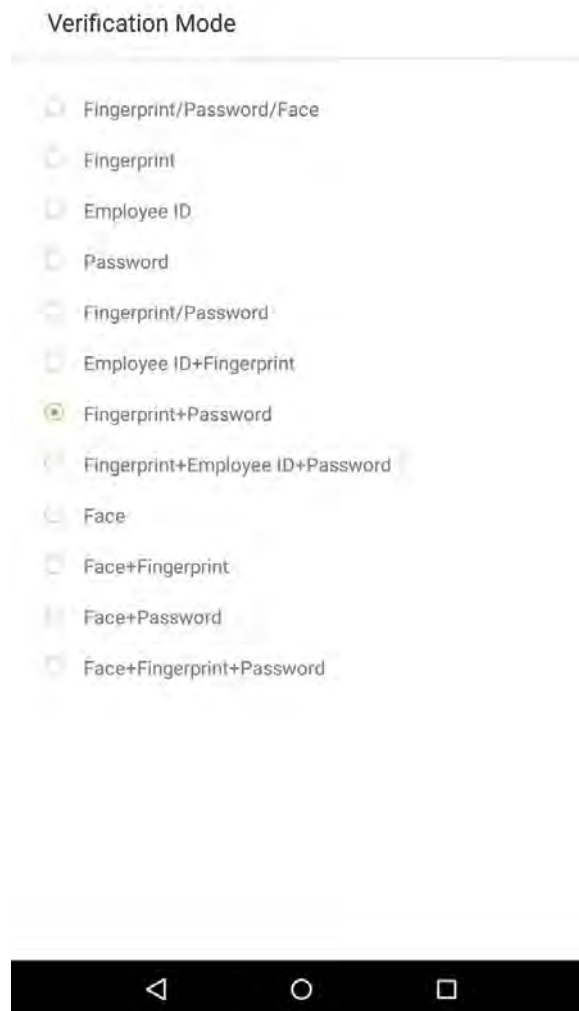 Verification Mode
Fingerprint/Password/Face
Fingerprint
Employee ID
Password
Fingerprint/Password
Employee ID+Fingerprint
Fingerprint+Password
Fingerprint+Employee ID+Password
Face
Face+Fingerprint
Face+Password
Face+Fingerprint+Password